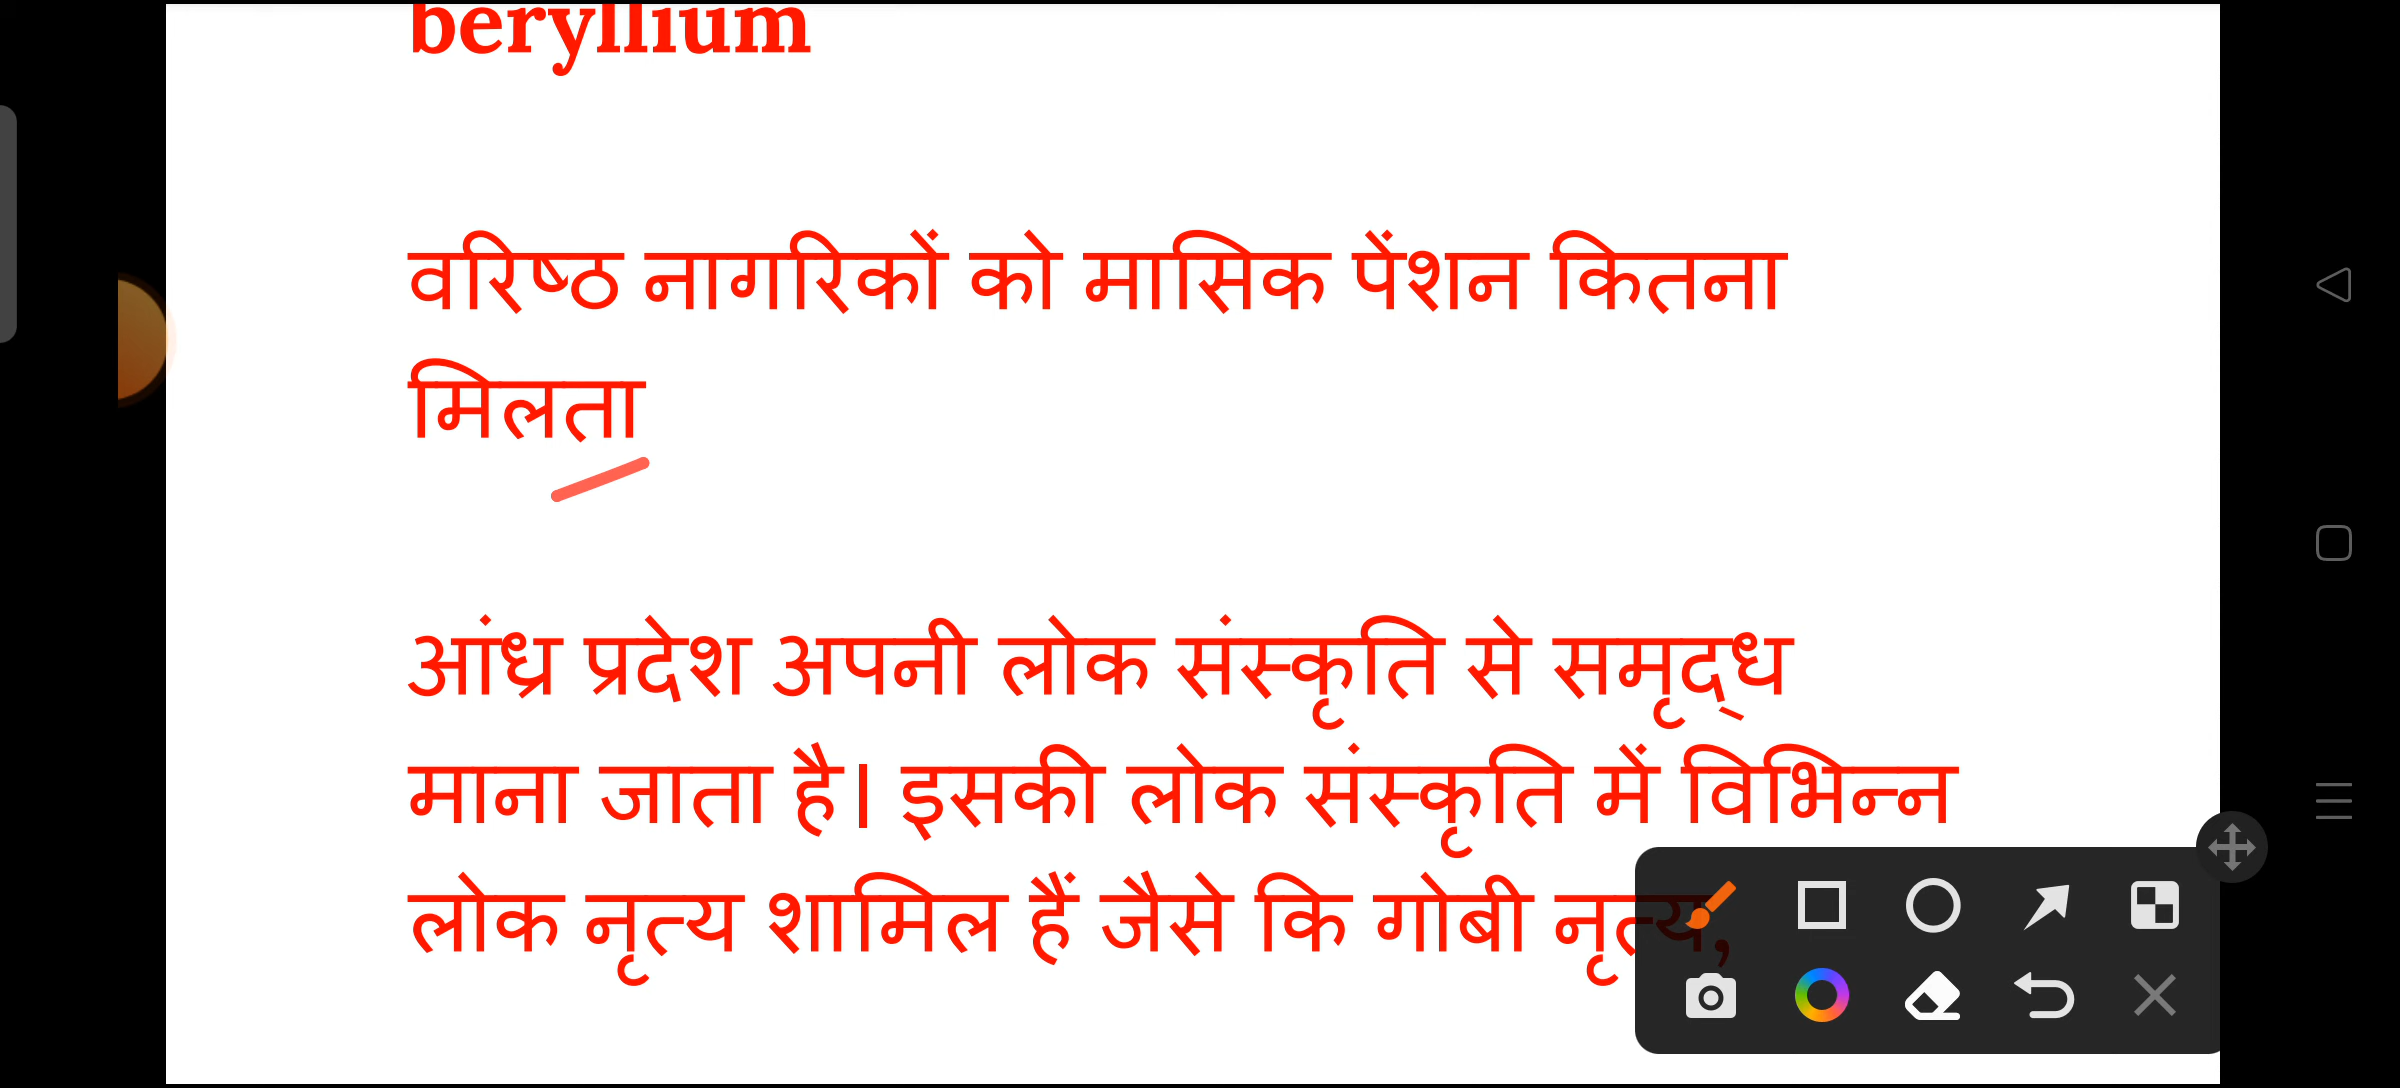 beryllium
वरिष्ठ नागरिकों को मासिक पेंशन कितना
मिलता
आंध्र प्रदेश अपनी लोक संस्कृति से समृद्ध
माना जाता है। इसकी लोक संस्कृति में विभिन्न
लोक नृत्य शामिल हैं जैसे कि गोबी नृत्य,